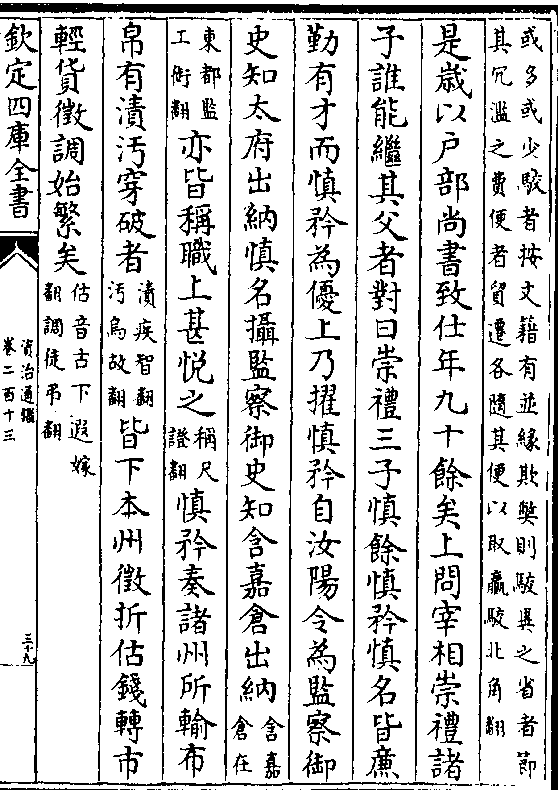 或多或少駮者按文籍有並緣欺弊則駮異之省者節
其冗濫之費便者貿遷各隨其便以取贏駮北角翻
是歲以户部尚書致仕年九十餘矣上問宰相崇禮諸
子誰能繼其父者對曰崇禮三子慎餘慎矜慎名皆廉
勤有才而慎矜為優上乃擢慎矜自汝陽令為監察御
史知太府出納慎名攝監察御史知含嘉倉出納含嘉
倉在
東都監
工銜翻亦皆稱職上甚悦之稱尺
證翻慎矜奏諸州所輸布
帛有漬汚穿破者漬疾智翻
汚烏故翻皆下本州徵折估錢轉市
輕貨徵調始繁矣估音古下遐嫁
翻調徒弔翻
欽定四庫全書
資治通鑑
卷二百十三
三十九